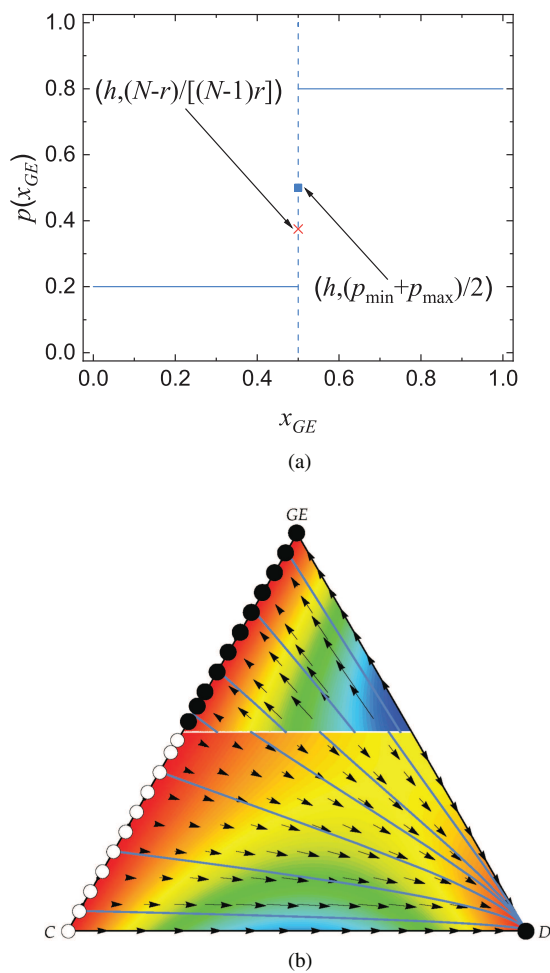 1.0
(h,(N-r)/[(N-1)r])
0.8
p(x_GE)
0.6
0.4
(h,(p_min+p_max)/2)
0.2
0.0
0.0 0.2 0.4 0.6 0.8 1.0
x_GE
(a)
GE
C D
(b)